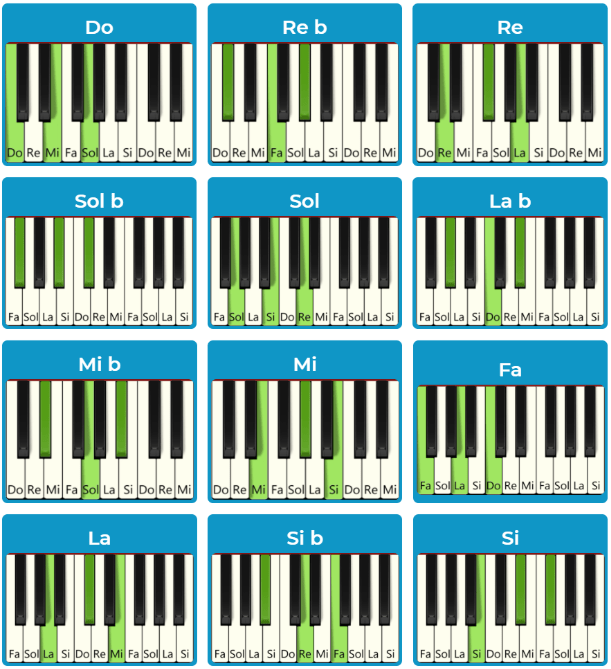 Do
Do Re Mi Fa Sol La Si Do Re Mi
Re b
Do Re Mi Fa Sol La Si Do Re Mi
Re
Do Re Mi Fa Sol La Si Do Re Mi
Sol b
Fa Sol La Si Do Re Mi Fa Sol La Si
Sol
Fa Sol La Si Do Re Mi Fa Sol La Si
La b
Fa Sol La Si Do Re Mi Fa Sol La Si
Mi b
Do Re Mi Fa Sol La Si Do Re Mi
Mi
Do Re Mi Fa Sol La Si Do Re Mi
Fa
Fa Sol La Si Do Re Mi Fa Sol La Si
La
Fa Sol La Si Do Re Mi Fa Sol La Si
Si b
Fa Sol La Si Do Re Mi Fa Sol La Si
Si
Fa Sol La Si Do Re Mi Fa Sol La Si